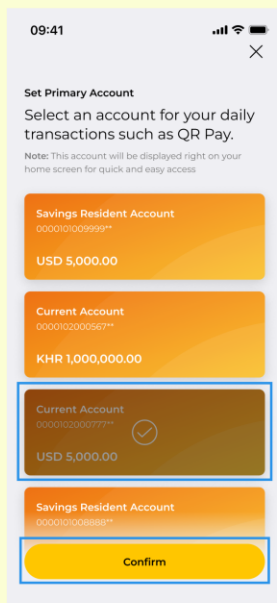 09:41
Set Primary Account
Select an account for your daily
transactions such as QR Pay.
Note: This account will be displayed right on your
home screen for quick and easy access
Savings Resident Account
0000101009999**
USD 5,000.00
Current Account
0000102000567**
KHR 1,000,000.00
Current Account
0000102000777**
USD 5,000.00
Savings Resident Account
0000101008888**
Confirm